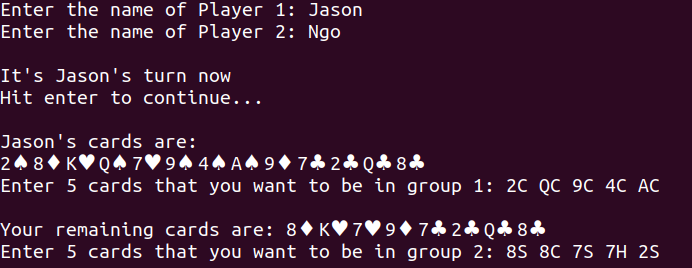 Enter the name of Player 1: Jason
Enter the name of Player 2: Ngo
It's Jason's turn now
Hit enter to continue...
Jason's cards are:
2♠8♦K♥Q♠7♥9♠4♠A♠9♦7♣2♣Q♣8♣
Enter 5 cards that you want to be in group 1: 2C QC 9C 4C AC
Your remaining cards are: 8♦K♥7♥9♦7♣2♣Q♣8♣
Enter 5 cards that you want to be in group 2: 8S 8C 7S 7H 2S